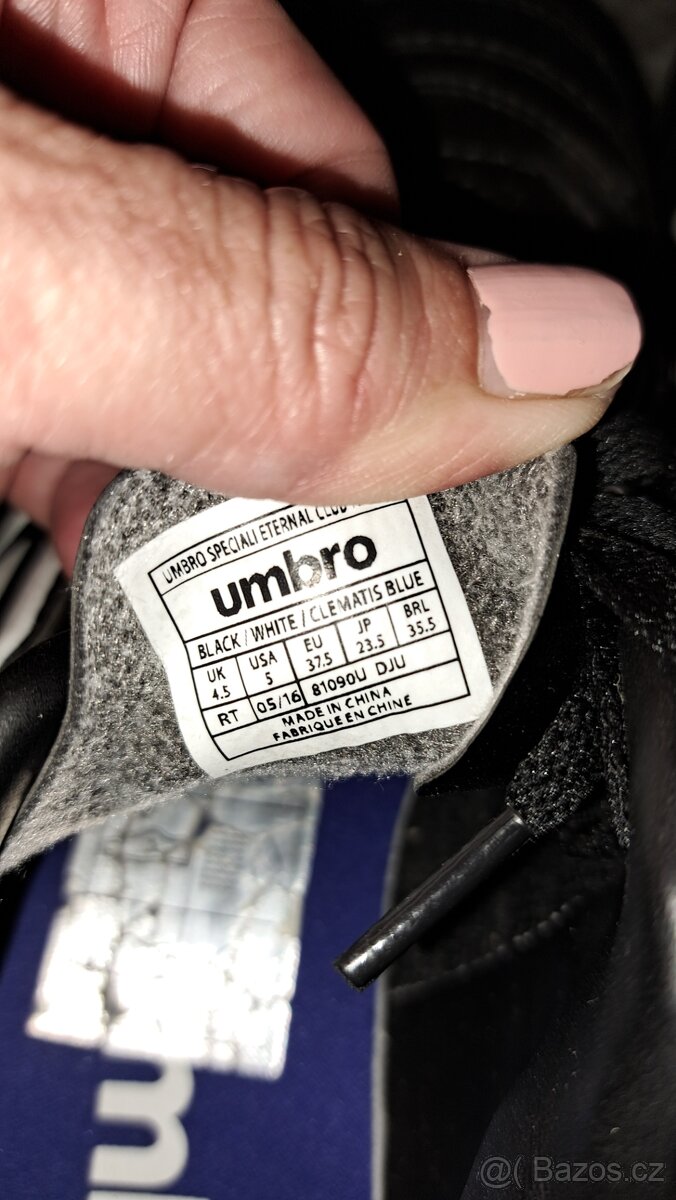 UMBRO SPECIALI ETERNAL CLUB
umbro
BLACK / WHITE / CLEMATIS BLUE
UK USA EU JP BRL
4.5 5 37.5 23.5 35.5
RT 05/16 81090U DJU
MADE IN CHINA
FABRIQUE EN CHINE
m
@( Bazos.cz